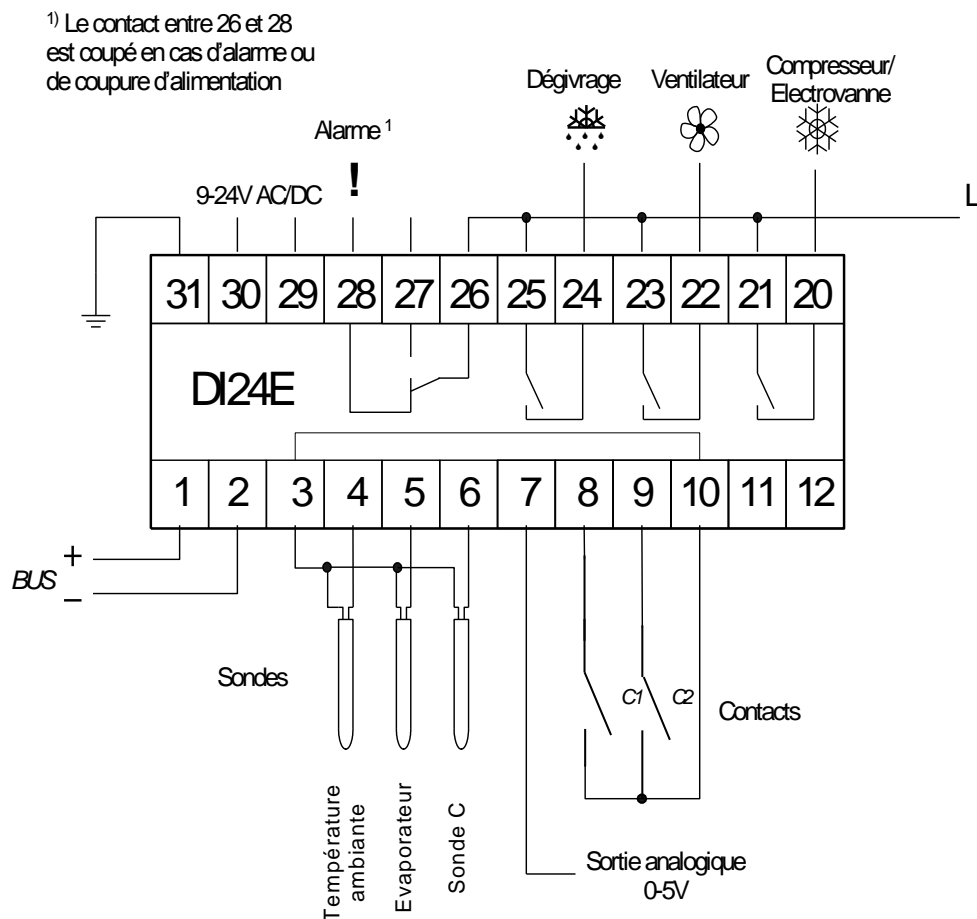 1) Le contact entre 26 et 28
est coupé en cas d'alarme ou
de coupure d'alimentation
Dégivrage
Ventilateur
Compresseur/
Electrovanne
Alarme 1
!
9-24V AC/DC
L
31 30 29 28 27 26 25 24 23 22 21 20
DI24E
1 2 3 4 5 6 7 8 9 10 11 12
+
BUS
–
Sondes
C1 C2
Contacts
Température
ambiante
Evaporateur
Sonde C
Sortie analogique
0-5V